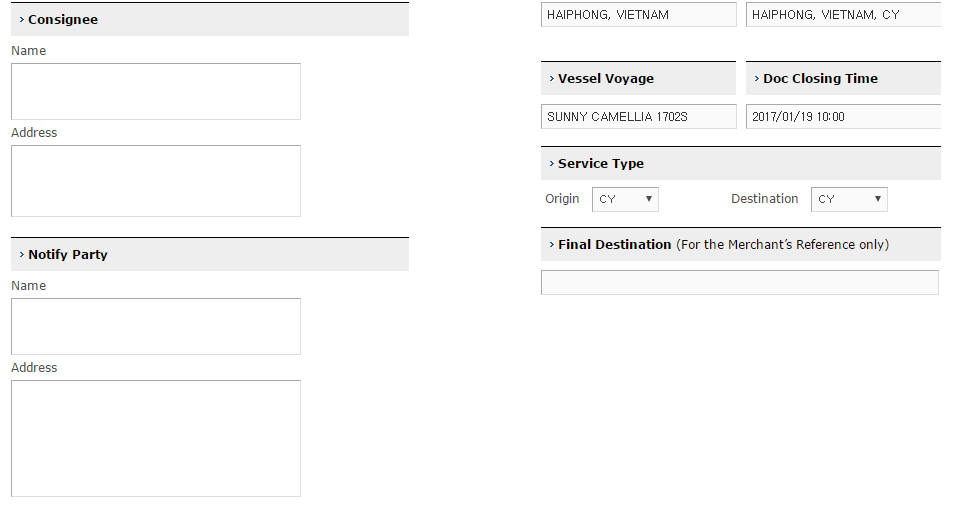 › Consignee
Name
Address
› Notify Party
Name
Address
HAIPHONG, VIETNAM
HAIPHONG, VIETNAM, CY
› Vessel Voyage
› Doc Closing Time
SUNNY CAMELLIA 1702S
2017/01/19 10:00
› Service Type
Origin CY ▼ Destination CY ▼
› Final Destination (For the Merchant's Reference only)